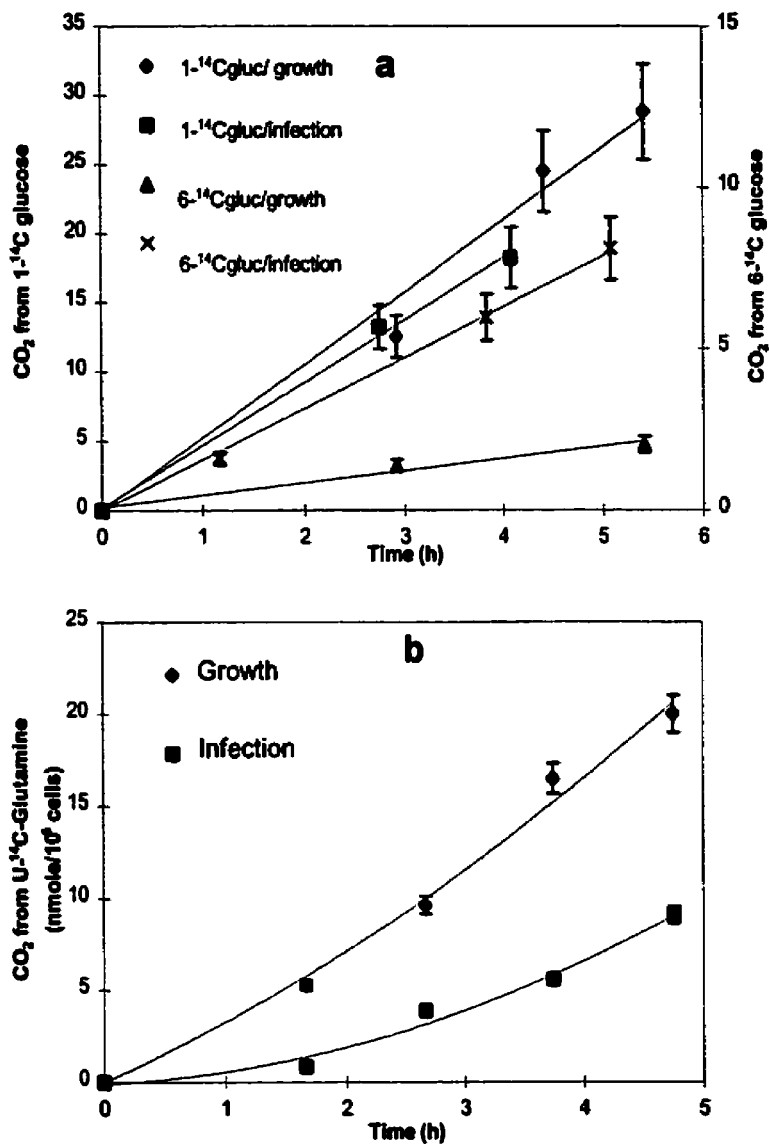 a
35
30
25
20
15
10
5
0
CO₂ from 1-¹⁴C glucose
1-¹⁴Cgluc/ growth
1-¹⁴Cgluc/infection
6-¹⁴Cgluc/growth
6-¹⁴Cgluc/infection
15
10
5
0
CO₂ from 6-¹⁴C glucose
0 1 2 3 4 5 6
Time (h)
b
25
20
15
10
5
0
CO₂ from U-¹⁴C-Glutamine
(nmole/10⁶ cells)
Growth
Infection
0 1 2 3 4 5
Time (h)